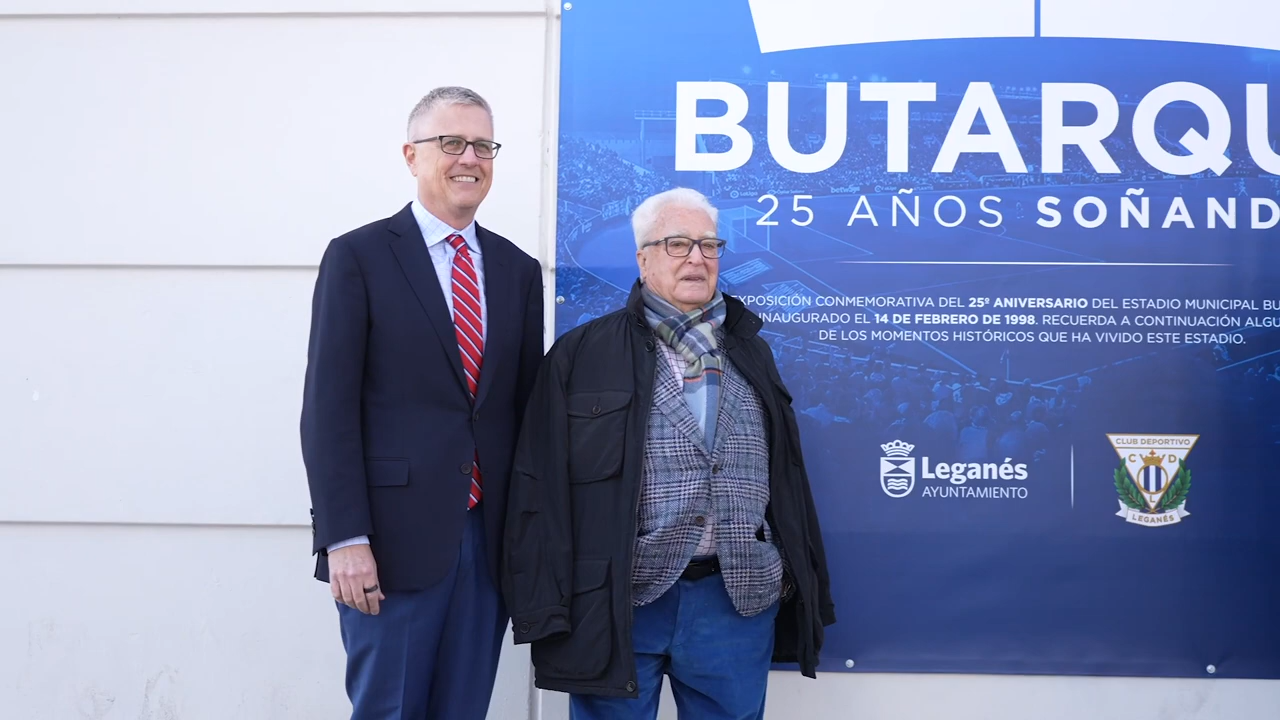 BUTARQU
25 AÑOS SOÑAND
EXPOSICIÓN CONMEMORATIVA DEL 25º ANIVERSARIO DEL ESTADIO MUNICIPAL BU
INAUGURADO EL 14 DE FEBRERO DE 1998. RECUERDA A CONTINUACIÓN ALGU
DE LOS MOMENTOS HISTÓRICOS QUE HA VIVIDO ESTE ESTADIO.
Leganés
AYUNTAMIENTO
CLUB DEPORTIVO
C V D
L
LEGANÉS